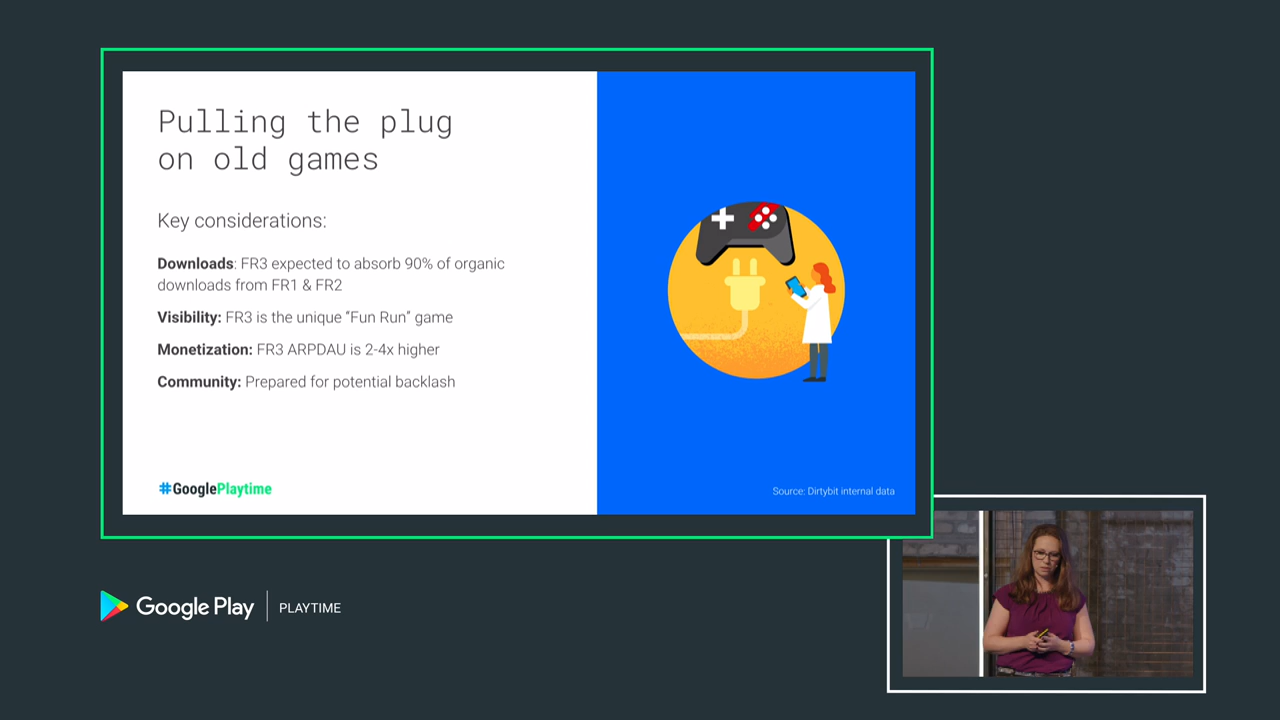 Pulling the plug
on old games
Key considerations:
Downloads: FR3 expected to absorb 90% of organic
downloads from FR1 & FR2
Visibility: FR3 is the unique “Fun Run” game
Monetization: FR3 ARPDAU is 2-4x higher
Community: Prepared for potential backlash
#GooglePlaytime
Source: Dirtybit internal data
Google Play | PLAYTIME